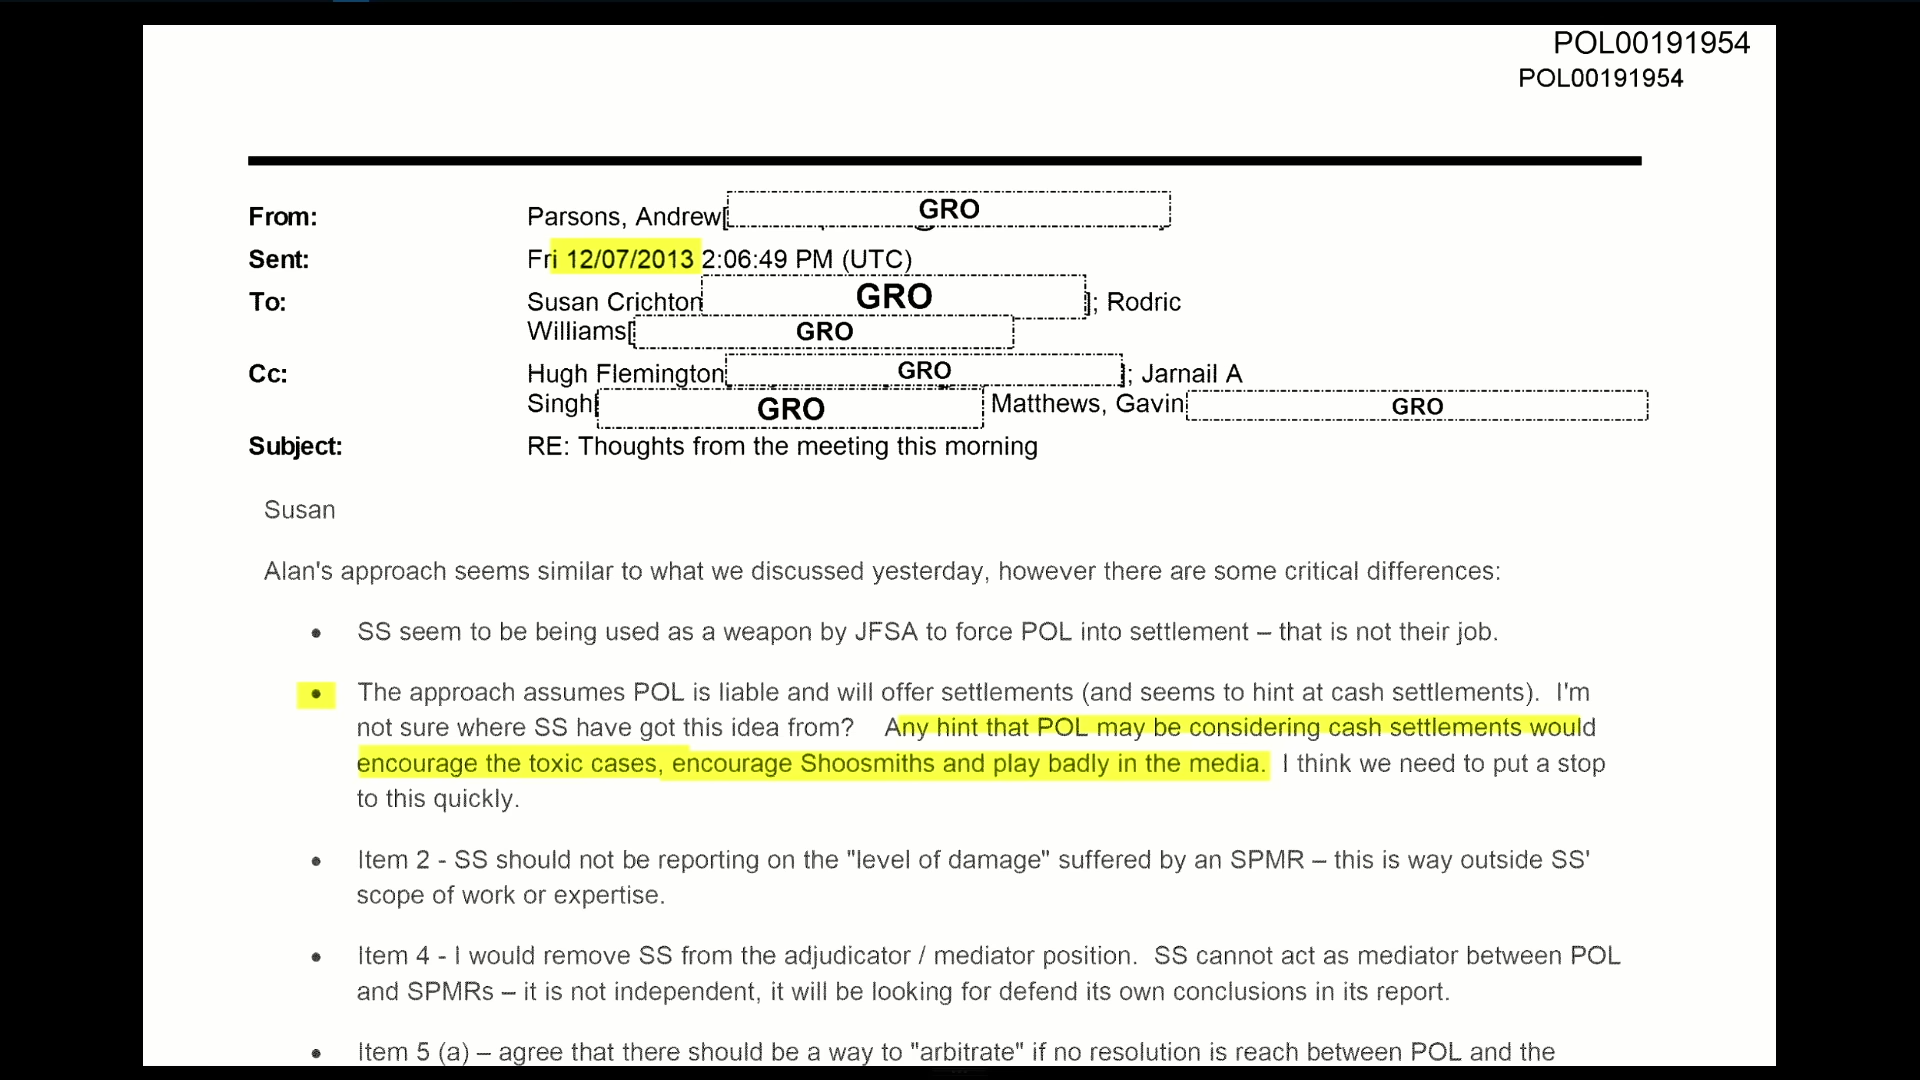 POL00191954
POL00191954
From: Parsons, Andrew[ GRO
Sent: Fri 12/07/2013 2:06:49 PM (UTC)
To: Susan Crichton GRO ]; Rodric
Williams[ GRO
Cc: Hugh Flemington GRO ]; Jarnail A
Singh[ GRO Matthews, Gavin GRO
Subject: RE: Thoughts from the meeting this morning
Susan
Alan's approach seems similar to what we discussed yesterday, however there are some critical differences:
• SS seem to be being used as a weapon by JFSA to force POL into settlement – that is not their job.
• The approach assumes POL is liable and will offer settlements (and seems to hint at cash settlements). I'm
not sure where SS have got this idea from? Any hint that POL may be considering cash settlements would
encourage the toxic cases, encourage Shoosmiths and play badly in the media. I think we need to put a stop
to this quickly.
• Item 2 - SS should not be reporting on the "level of damage" suffered by an SPMR – this is way outside SS'
scope of work or expertise.
• Item 4 - I would remove SS from the adjudicator / mediator position. SS cannot act as mediator between POL
and SPMRs – it is not independent, it will be looking for defend its own conclusions in its report.
• Item 5 (a) – agree that there should be a way to "arbitrate" if no resolution is reach between POL and the